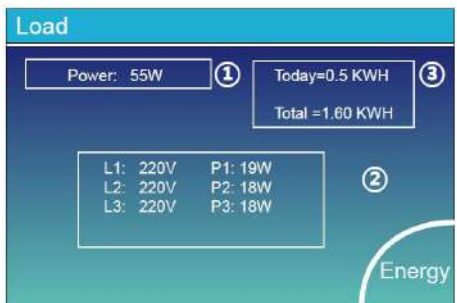 Load
Power: 55W ①
Today=0.5 KWH ③
Total =1.60 KWH
L1: 220V P1: 19W ②
L2: 220V P2: 18W
L3: 220V P3: 18W
Energy